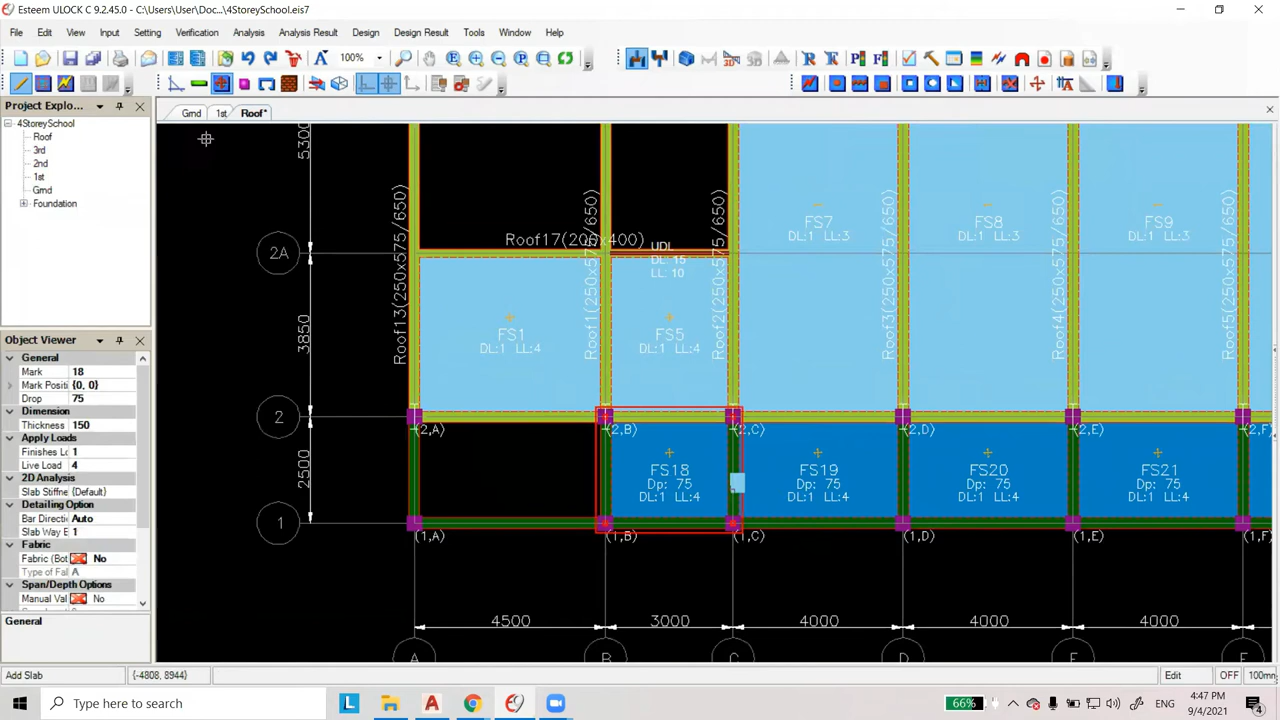 Esteem ULOCK C 9.2.45.0 - C:\Users\User\Doc...\4StoreySchool.eis7
File Edit View Input Setting Verification Analysis Analysis Result Design Design Result Tools Window Help
100%
Project Explo...
4StoreySchool
Roof
3rd
2nd
1st
Grnd
Foundation
Grnd 1st Roof*
5300
3850
2500
2A
2
1
Roof13(250x575/650)
Roof17(200x400)
Roof1(250x575/650)
Roof2(250x575/650)
Roof3(250x575/650)
Roof4(250x575/650)
Roof5(250x575/650)
UDL
DL: 15
LL: 10
FS7
DL:1 LL:3
FS8
DL:1 LL:3
FS9
DL:1 LL:3
FS1
DL:1 LL:4
FS5
DL:1 LL:4
(2,A) (2,B) (2,C) (2,D) (2,E) (2,F)
FS18
Dp: 75
DL:1 LL:4
FS19
Dp: 75
DL:1 LL:4
FS20
Dp: 75
DL:1 LL:4
FS21
Dp: 75
DL:1 LL:4
(1,A) (1,B) (1,C) (1,D) (1,E) (1,F)
4500 3000 4000 4000 4000
A B C D
Object Viewer
General
Mark 18
Mark Positi {0, 0}
Drop 75
Dimension
Thickness 150
Apply Loads
Finishes Lo 1
Live Load 4
2D Analysis
Slab Stiffne {Default}
Detailing Option
Bar Directi Auto
Slab Way E 1
Fabric
Fabric (Bot No
Type of Fal A
Span/Depth Options
Manual Val No
General
Add Slab {-4808, 8944} Edit OFF 100mm
Type here to search
66%
ENG
4:47 PM
9/4/2021
4